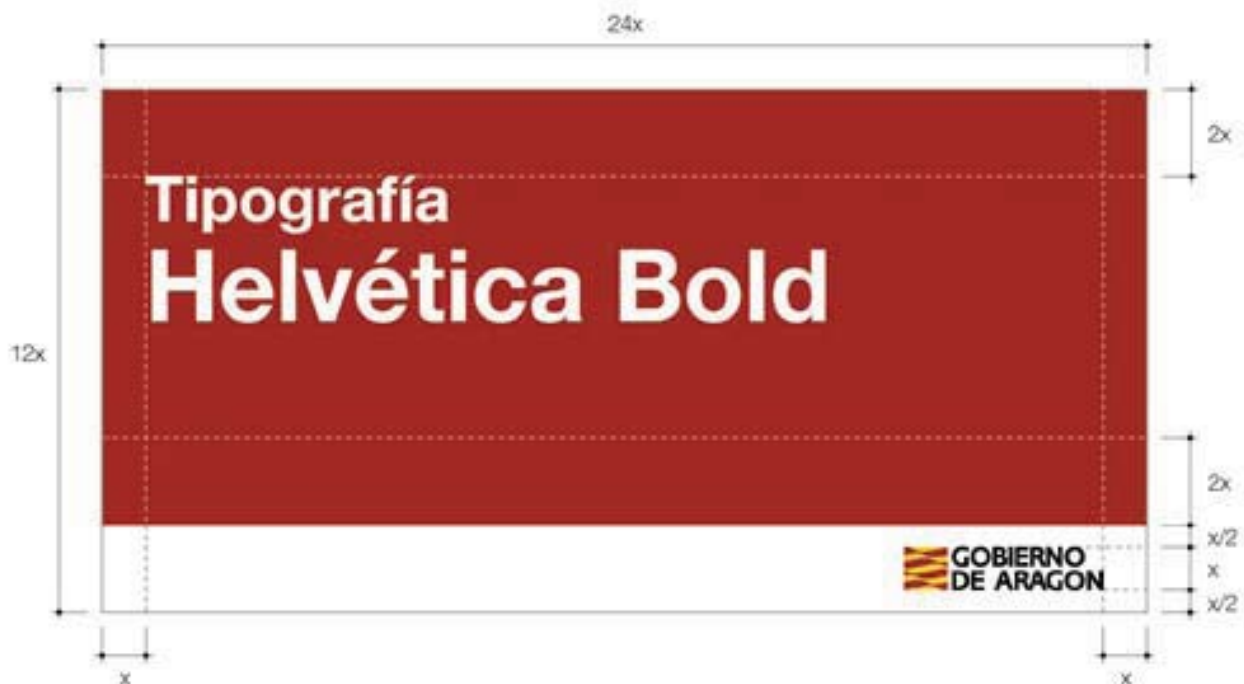 24x
2x
Tipografía
Helvética Bold
12x
2x
x/2
GOBIERNO
DE ARAGON
x
x/2
x
x